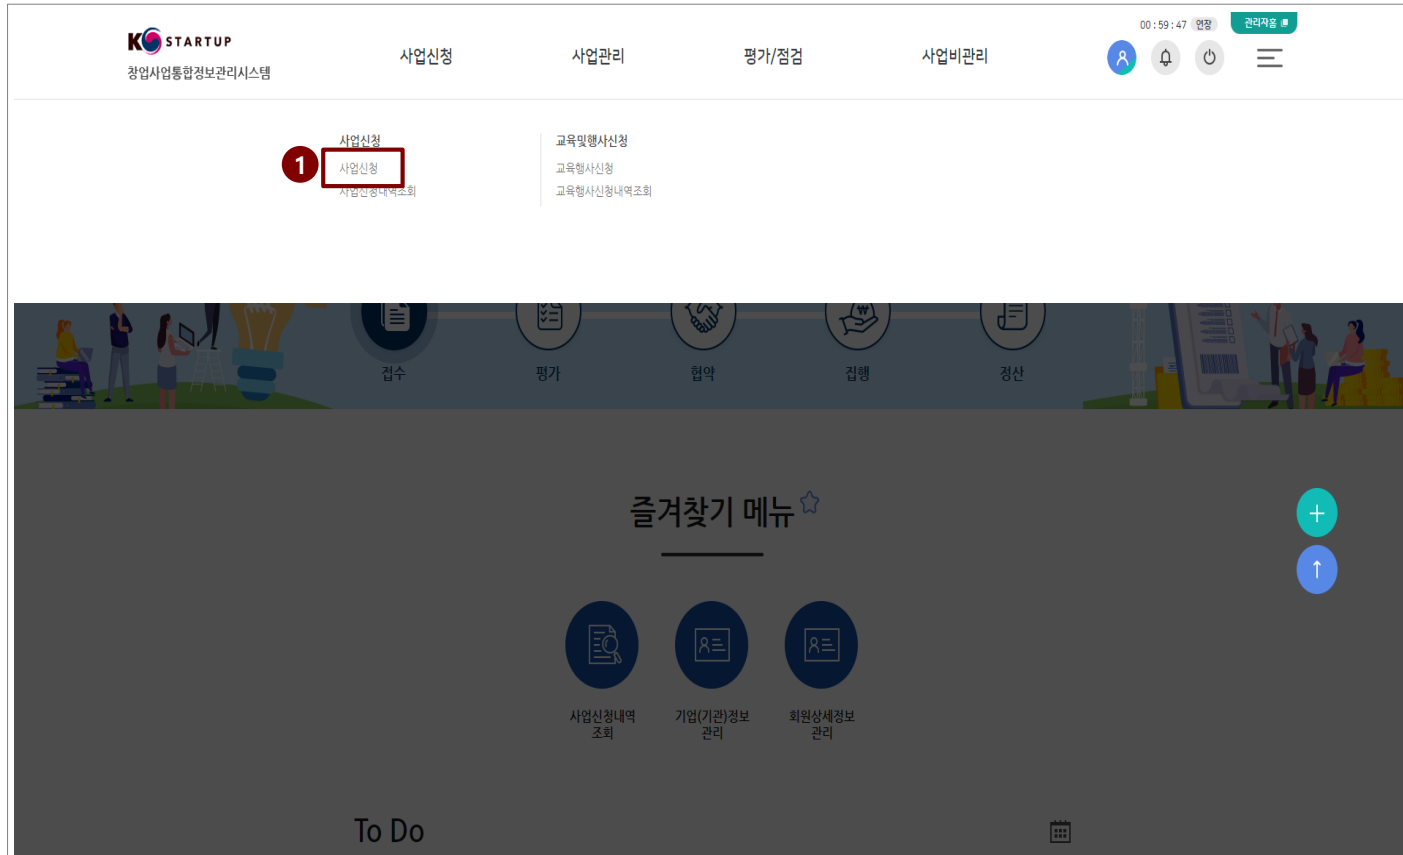 00:59:47 연장 관리자홈
K STARTUP
창업사업통합정보관리시스템
사업신청 사업관리 평가/점검 사업비관리
사업신청 교육및행사신청
1 사업신청 교육행사신청
사업신청내역조회 교육행사신청내역조회
접수 평가 협약 집행 정산
즐겨찾기 메뉴
사업신청내역 기업(기관)정보 회원상세정보
조회 관리 관리
To Do